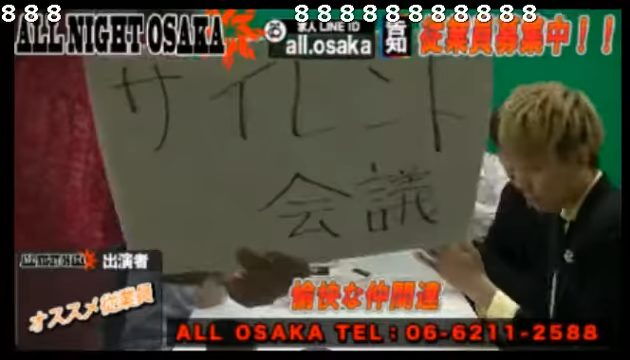 888
8888888888
ALL NIGHT OSAKA
求人 LINE ID
all.osaka
告知
従業員募集中！！
サイレント
会議
ALL NIGHT OSAKA 出演者
オススメ従業員
愉快な仲間達
ALL OSAKA TEL：06-6211-2588